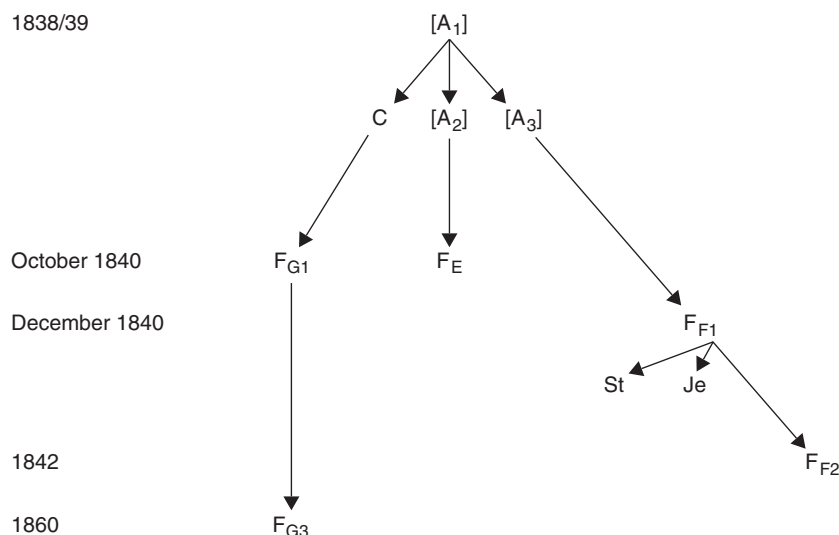 1838/39 [A1]
C [A2] [A3]
October 1840 FG1 FE
December 1840 FF1
St Je
1842 FF2
1860 FG3